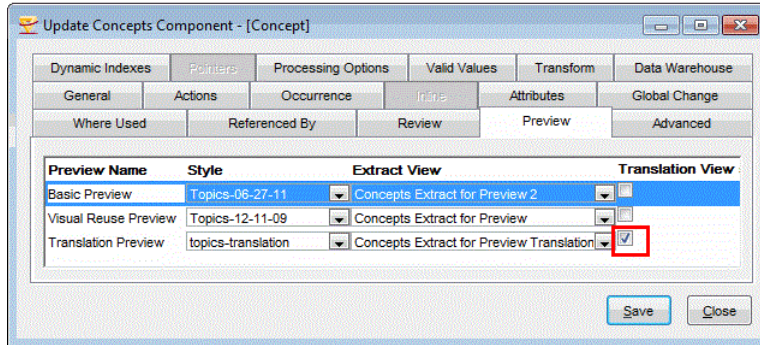 Update Concepts Component - [Concept]
Dynamic Indexes Pointers Processing Options Valid Values Transform Data Warehouse
General Actions Occurrence Inline Attributes Global Change
Where Used Referenced By Review Preview Advanced
Preview Name Style Extract View Translation View
Basic Preview Topics-06-27-11 Concepts Extract for Preview 2
Visual Reuse Preview Topics-12-11-09 Concepts Extract for Preview
Translation Preview topics-translation Concepts Extract for Preview Translation
Save Close